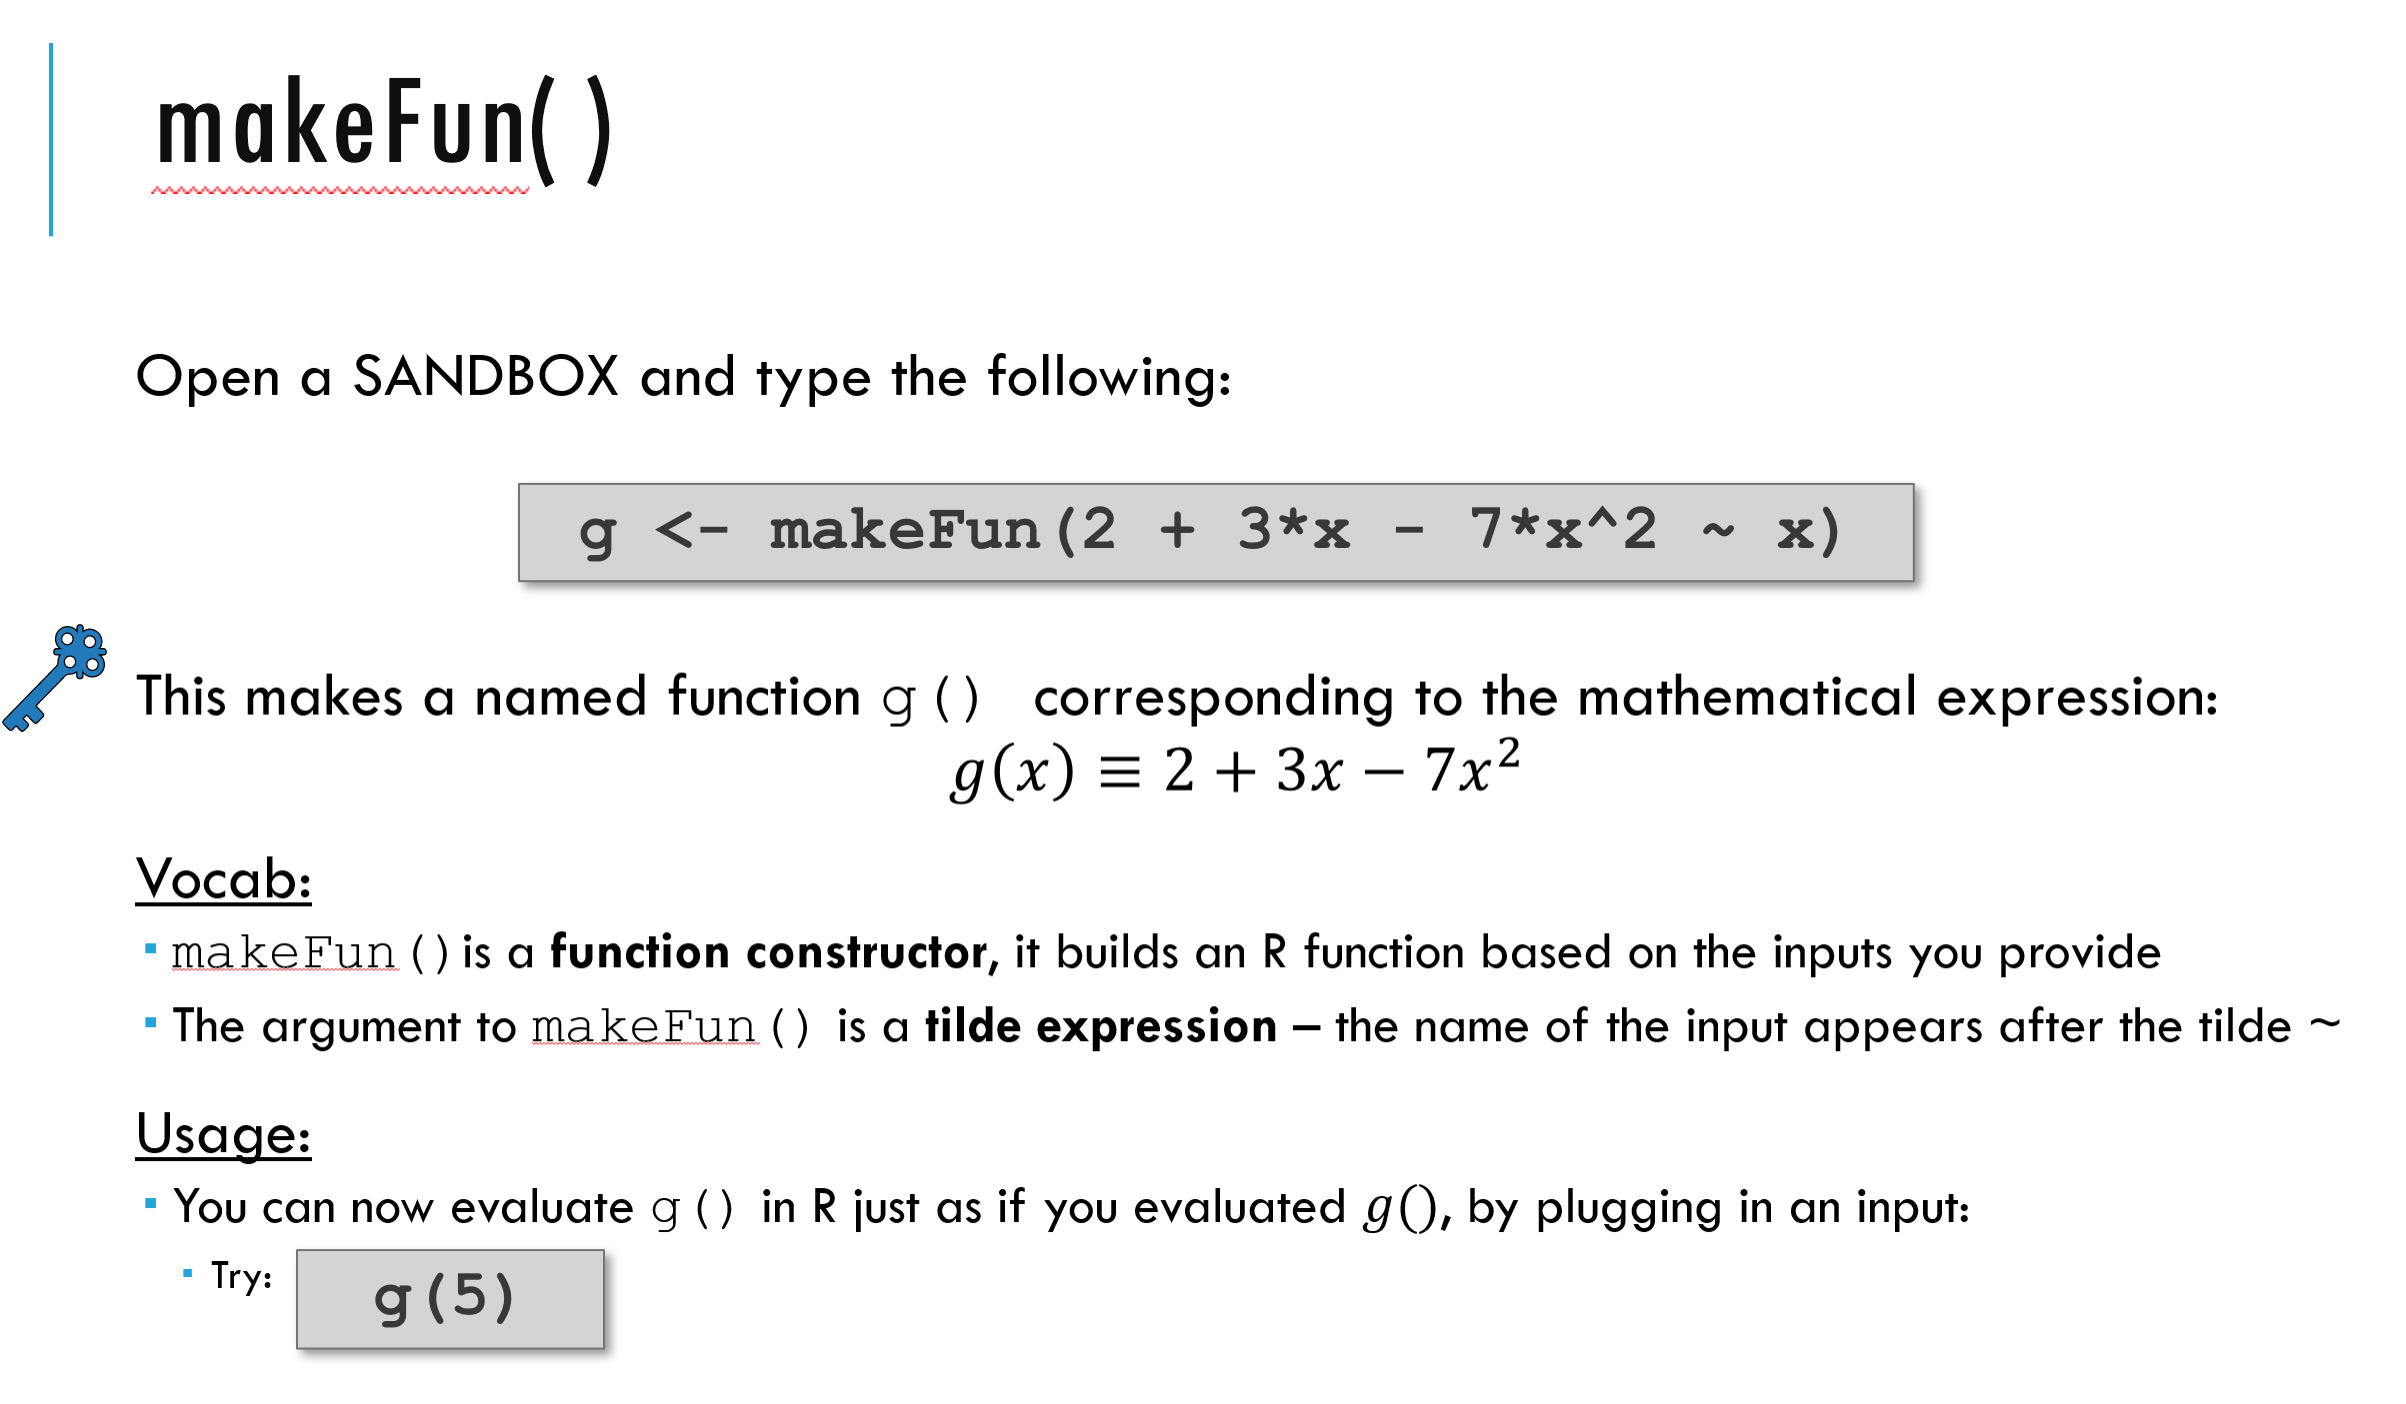 makeFun( )
Open a SANDBOX and type the following:
g <- makeFun(2 + 3*x - 7*x^2 ~ x)
This makes a named function g() corresponding to the mathematical expression:
g(x) ≡ 2 + 3x − 7x²
Vocab:
▪ makeFun()is a function constructor, it builds an R function based on the inputs you provide
▪ The argument to makeFun() is a tilde expression – the name of the input appears after the tilde ~
Usage:
▪ You can now evaluate g() in R just as if you evaluated g(), by plugging in an input:
▪ Try: g(5)